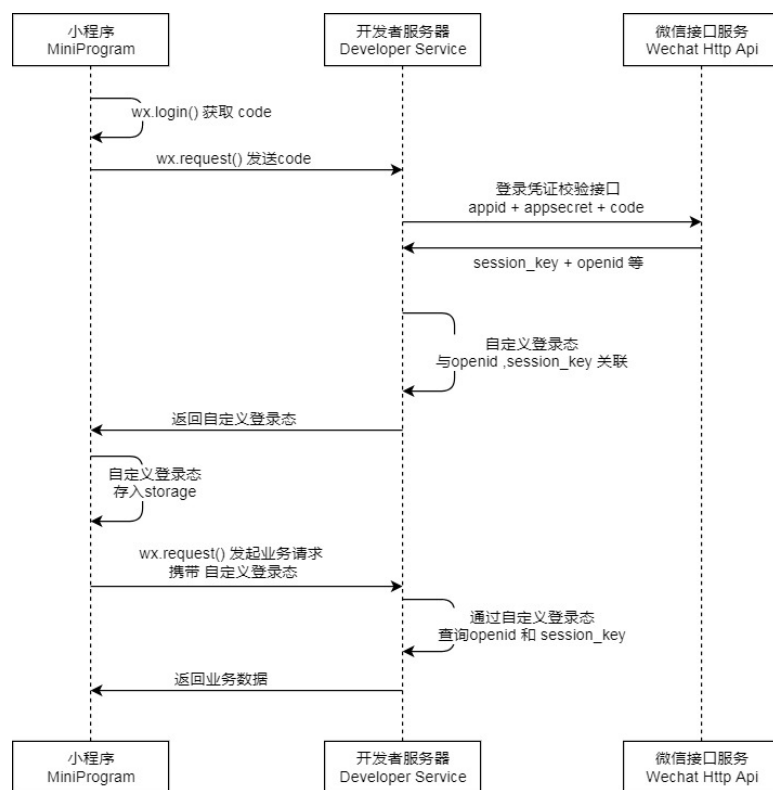 小程序
MiniProgram
开发者服务器
Developer Service
微信接口服务
Wechat Http Api
wx.login() 获取 code
wx.request() 发送code
登录凭证校验接口
appid + appsecret + code
session_key + openid 等
自定义登录态
与openid ,session_key 关联
返回自定义登录态
自定义登录态
存入storage
wx.request() 发起业务请求
携带 自定义登录态
通过自定义登录态
查询openid 和 session_key
返回业务数据
小程序
MiniProgram
开发者服务器
Developer Service
微信接口服务
Wechat Http Api